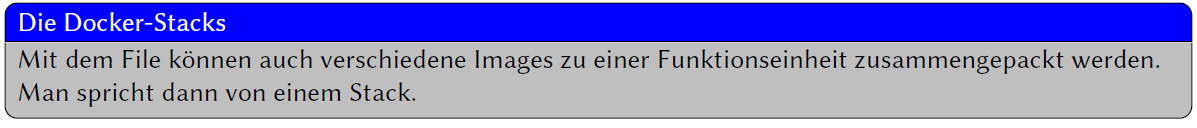 Die Docker-Stacks
Mit dem File können auch verschiedene Images zu einer Funktionseinheit zusammengepackt werden.
Man spricht dann von einem Stack.